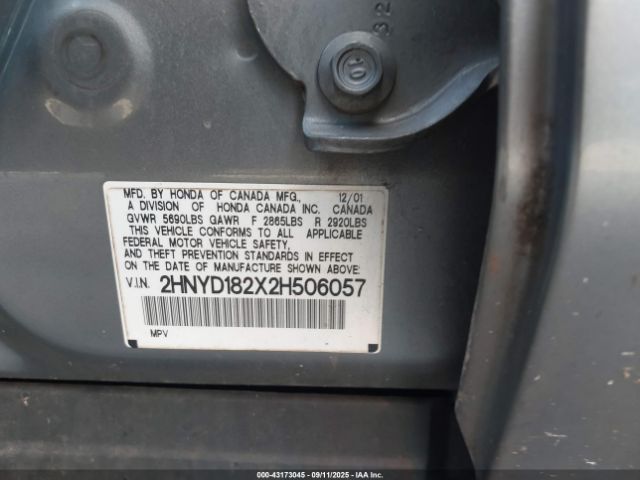 32
10
MFD. BY HONDA OF CANADA MFG., 12/01
A DIVISION OF HONDA CANADA INC. CANADA
GVWR 5690LBS GAWR F 2865LBS R 2920LBS
THIS VEHICLE CONFORMS TO ALL APPLICABLE
FEDERAL MOTOR VEHICLE SAFETY,
AND THEFT PREVENTION STANDARDS IN EFFECT
ON THE DATE OF MANUFACTURE SHOWN ABOVE:
V.I.N. 2HNYD182X2H506057
MPV
00-43173045 - 09/11/2025 - IAA Inc.